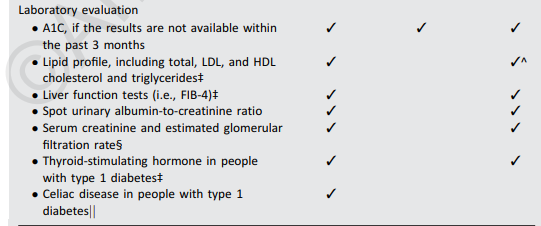 Laboratory evaluation
• A1C, if the results are not available within ✓ ✓ ✓
the past 3 months
• Lipid profile, including total, LDL, and HDL ✓ ✓^
cholesterol and triglycerides‡
• Liver function tests (i.e., FIB-4)‡ ✓ ✓
• Spot urinary albumin-to-creatinine ratio ✓ ✓
• Serum creatinine and estimated glomerular ✓ ✓
filtration rate§
• Thyroid-stimulating hormone in people ✓ ✓
with type 1 diabetes‡
• Celiac disease in people with type 1 ✓
diabetes||
©A